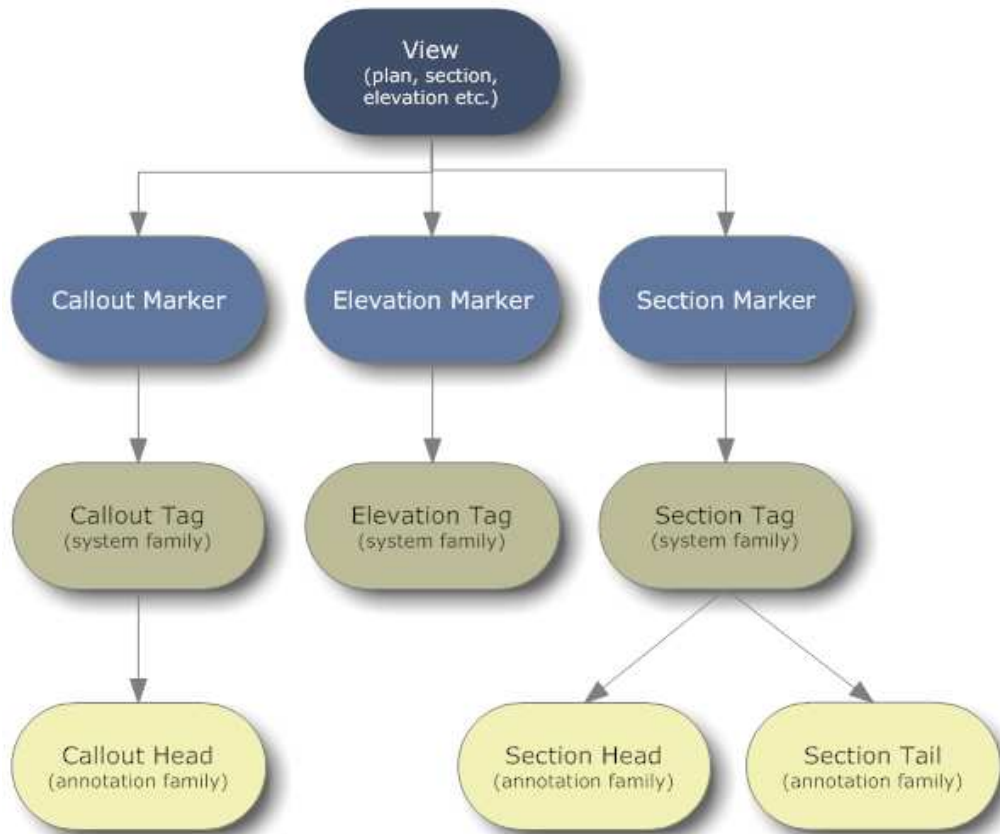 View
(plan, section,
elevation etc.)
Callout Marker
Elevation Marker
Section Marker
Callout Tag
(system family)
Elevation Tag
(system family)
Section Tag
(system family)
Callout Head
(annotation family)
Section Head
(annotation family)
Section Tail
(annotation family)